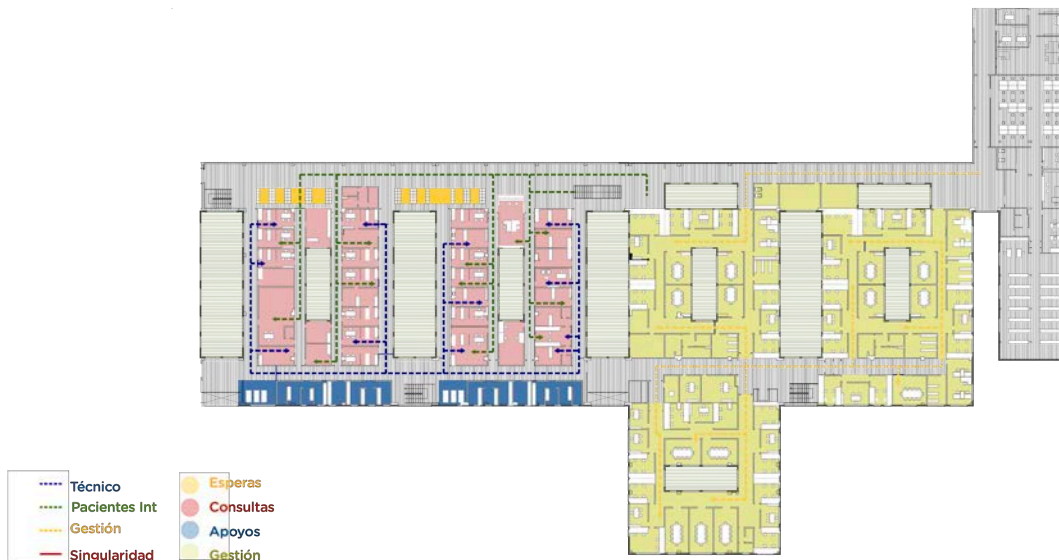 Técnico
Pacientes Int
Gestión
Singularidad
Esperas
Consultas
Apoyos
Gestión